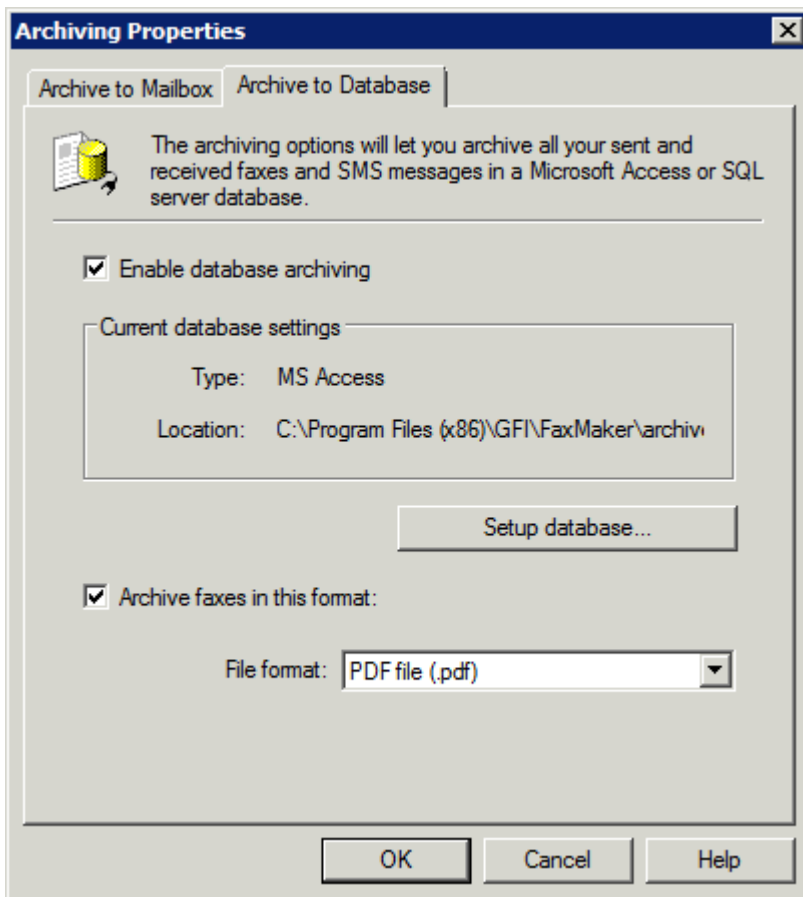 Archiving Properties
Archive to Mailbox Archive to Database
The archiving options will let you archive all your sent and
received faxes and SMS messages in a Microsoft Access or SQL
server database.
Enable database archiving
Current database settings
Type: MS Access
Location: C:\Program Files (x86)\GFI\FaxMaker\archiv
Setup database...
Archive faxes in this format:
File format: PDF file (.pdf)
OK Cancel Help